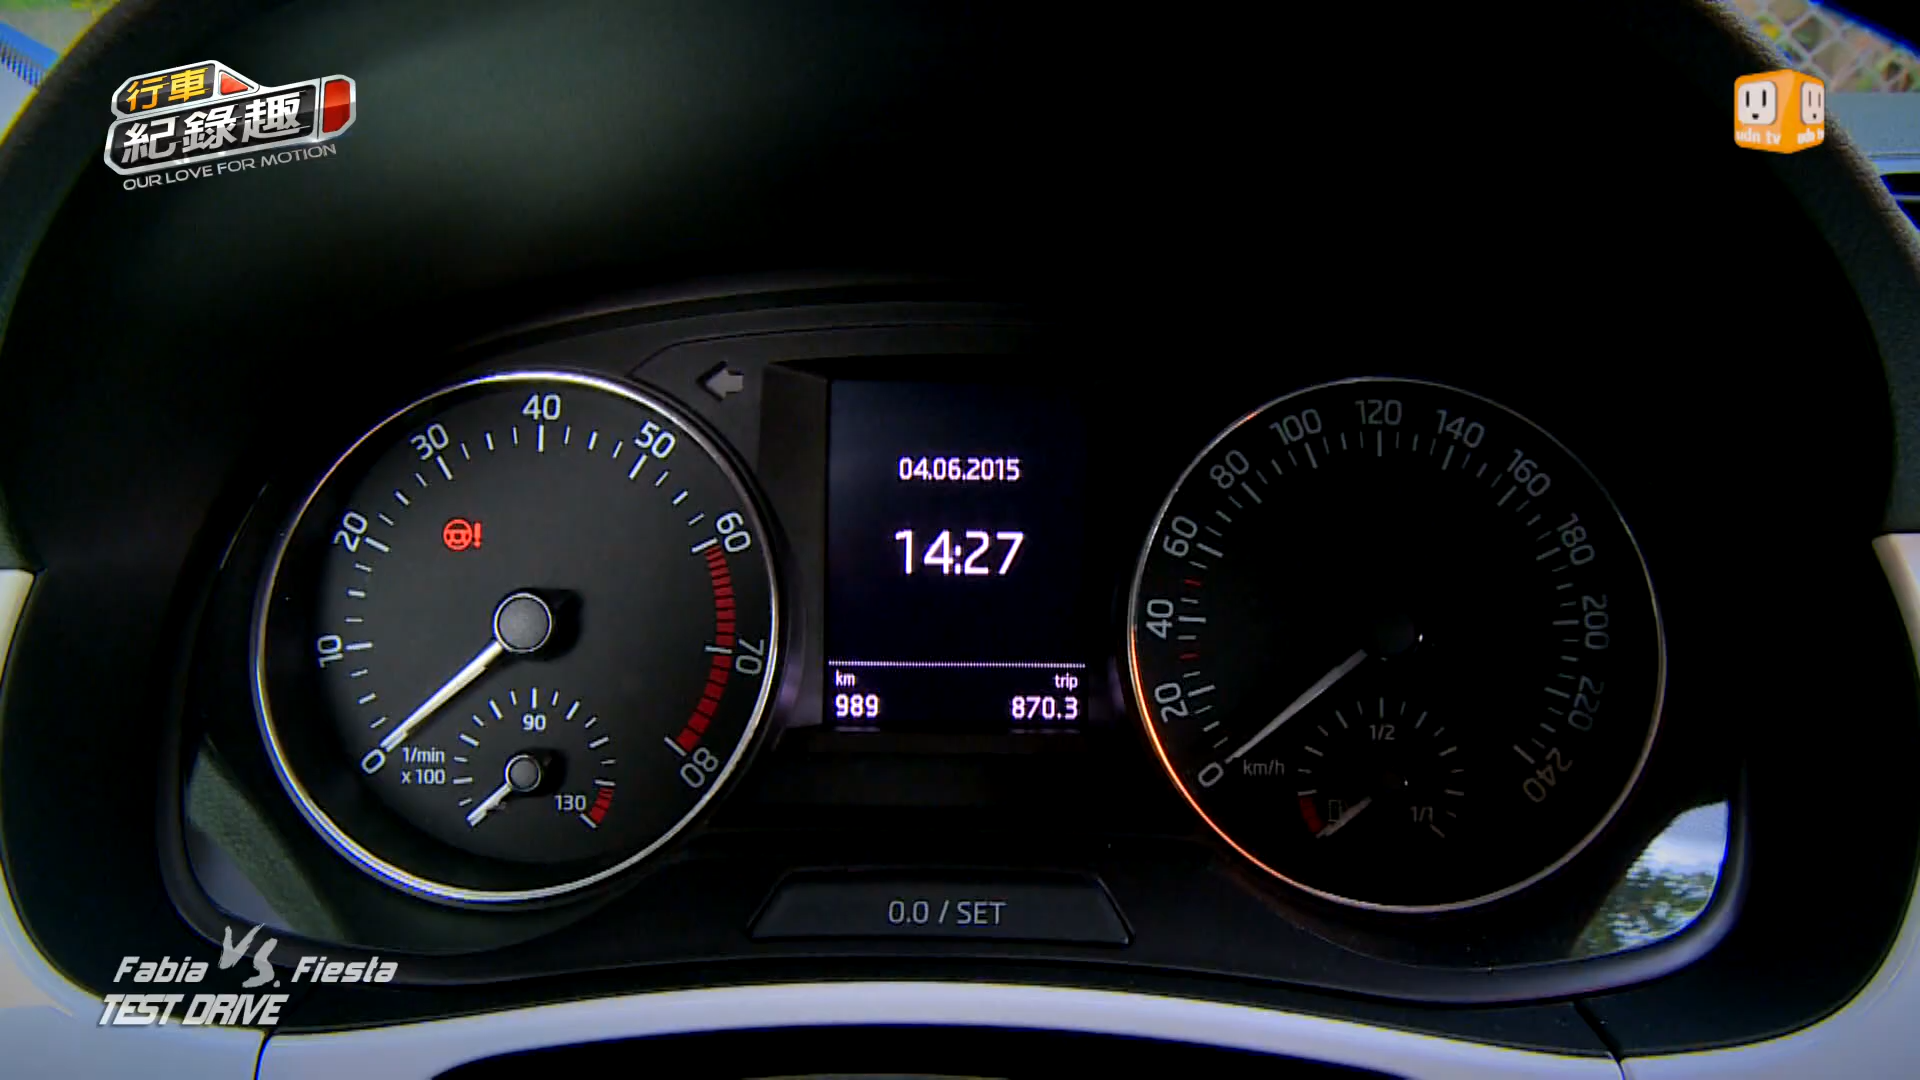 行車
紀錄趣
OUR LOVE FOR MOTION
udn tv
udn tv
0
10
20
30
40
50
60
70
80
1/min
x 100
90
130
04.06.2015
14:27
km
trip
989
870.3
0
20
40
60
80
100
120
140
160
180
200
220
240
km/h
1/2
1/1
0.0 / SET
Fabia VS. Fiesta
TEST DRIVE